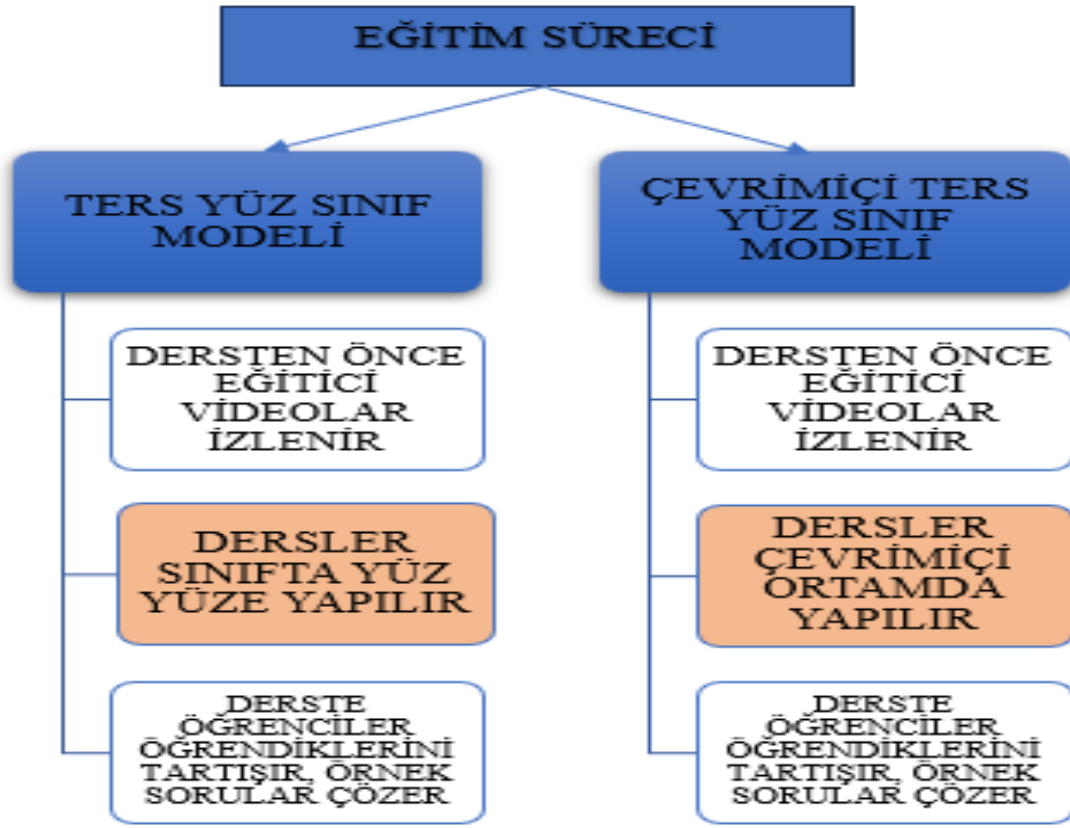 EĞİTİM SÜRECİ
TERS YÜZ SINIF
MODELİ
DERSTEN ÖNCE
EĞİTİCİ
VİDEOLAR
İZLENİR
DERSLER
SINIFTA YÜZ
YÜZE YAPILIR
DERSTE
ÖĞRENCİLER
ÖĞRENDİKLERİNİ
TARTIŞIR, ÖRNEK
SORULAR ÇÖZER
ÇEVRİMİÇİ TERS
YÜZ SINIF
MODELİ
DERSTEN ÖNCE
EĞİTİCİ
VİDEOLAR
İZLENİR
DERSLER
ÇEVRİMİÇİ
ORTAMDA
YAPILIR
DERSTE
ÖĞRENCİLER
ÖĞRENDİKLERİNİ
TARTIŞIR, ÖRNEK
SORULAR ÇÖZER